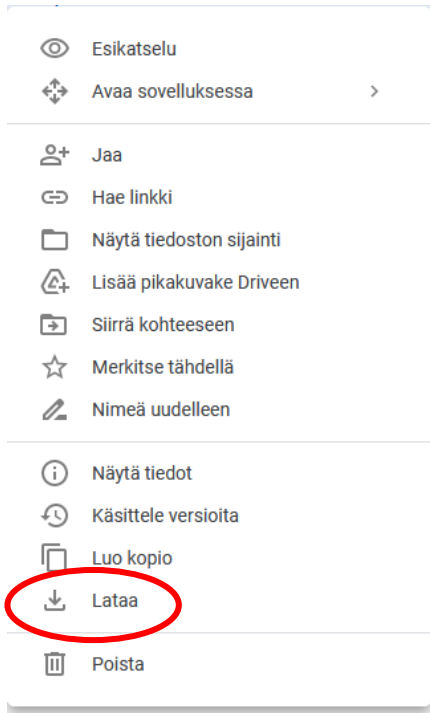 Esikatselu
Avaa sovelluksessa
Jaa
Hae linkki
Näytä tiedoston sijainti
Lisää pikakuvake Driveen
Siirrä kohteeseen
Merkitse tähdellä
Nimeä uudelleen
Näytä tiedot
Käsittele versioita
Luo kopio
Lataa
Poista